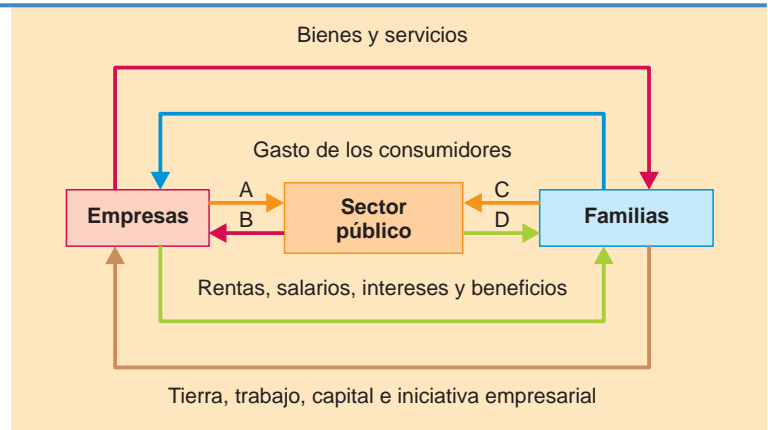 Bienes y servicios
Gasto de los consumidores
A
C
Empresas
Sector
público
Familias
B
D
Rentas, salarios, intereses y beneficios
Tierra, trabajo, capital e iniciativa empresarial